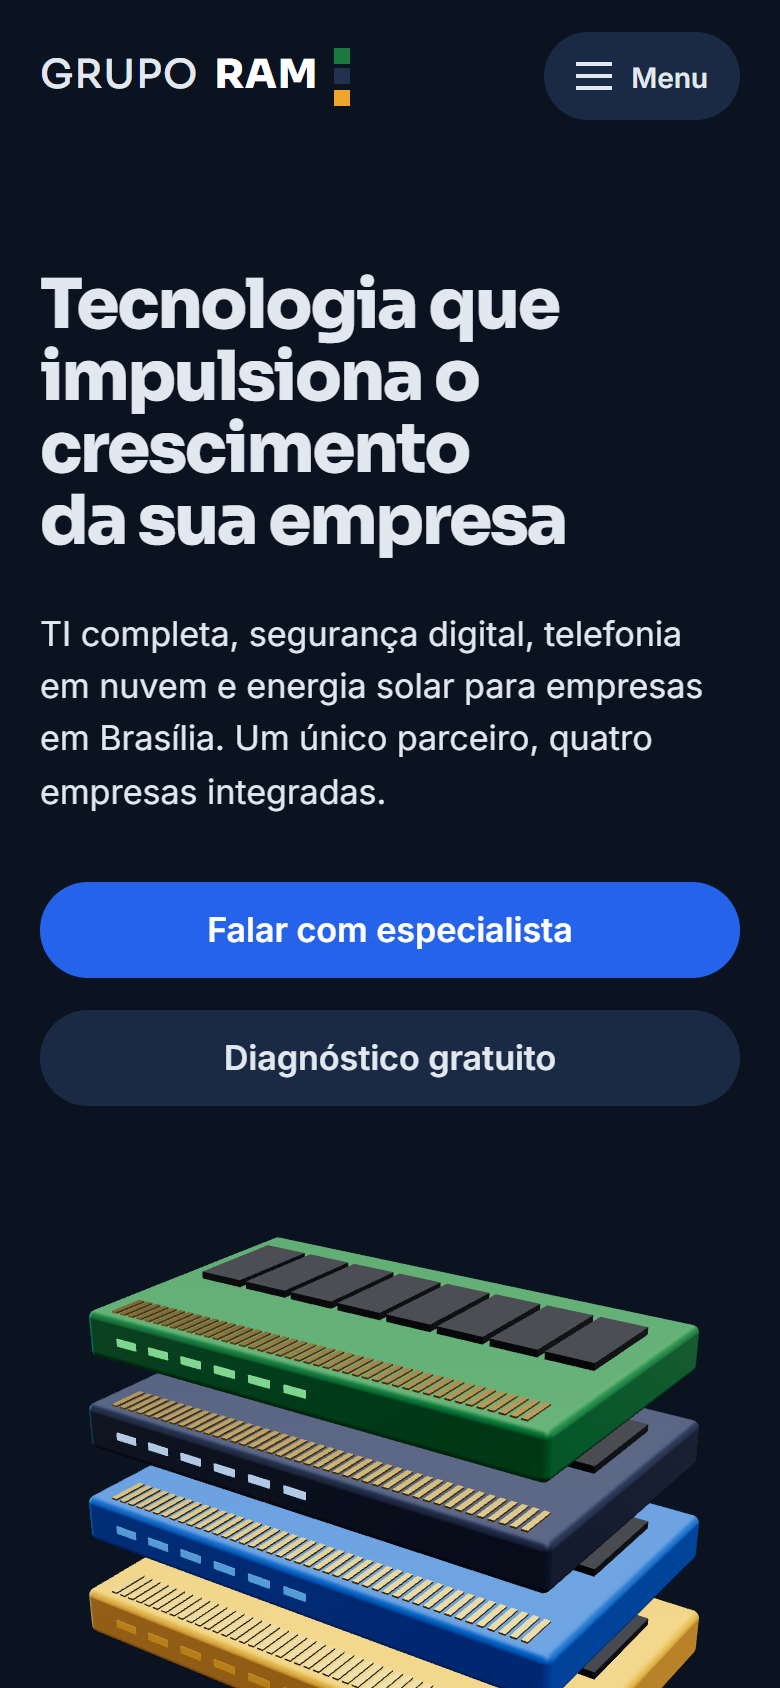 GRUPO RAM
Menu
Tecnologia que
impulsiona o
crescimento
da sua empresa
TI completa, segurança digital, telefonia
em nuvem e energia solar para empresas
em Brasília. Um único parceiro, quatro
empresas integradas.
Falar com especialista
Diagnóstico gratuito